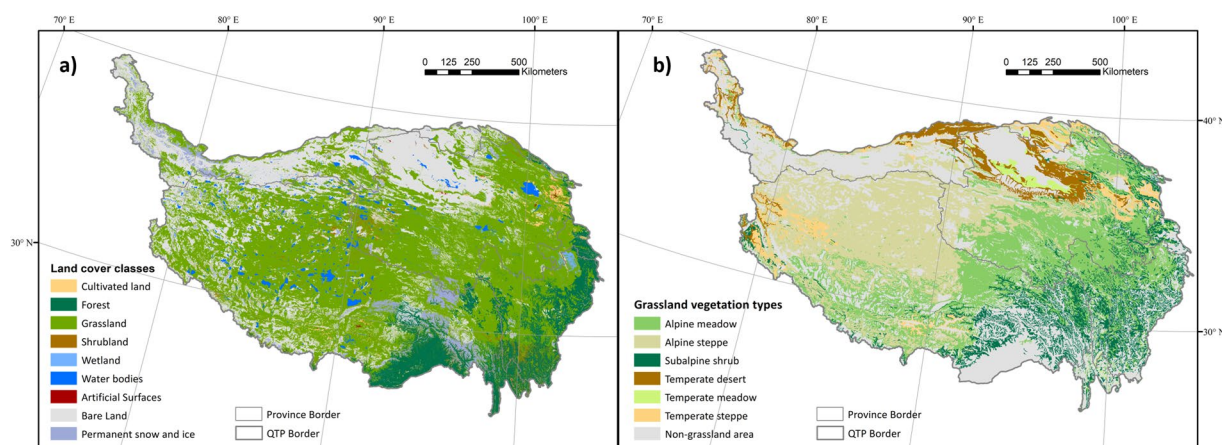 70° E
80° E
90° E
100° E
a)
0 125 250 500
Kilometers
30° N
Land cover classes
Cultivated land
Forest
Grassland
Shrubland
Wetland
Water bodies
Artificial Surfaces
Bare Land
Permanent snow and ice
Province Border
QTP Border
70° E
80° E
90° E
100° E
b)
0 125 250 500
Kilometers
40° N
30° N
Grassland vegetation types
Alpine meadow
Alpine steppe
Subalpine shrub
Temperate desert
Temperate meadow
Temperate steppe
Non-grassland area
Province Border
QTP Border